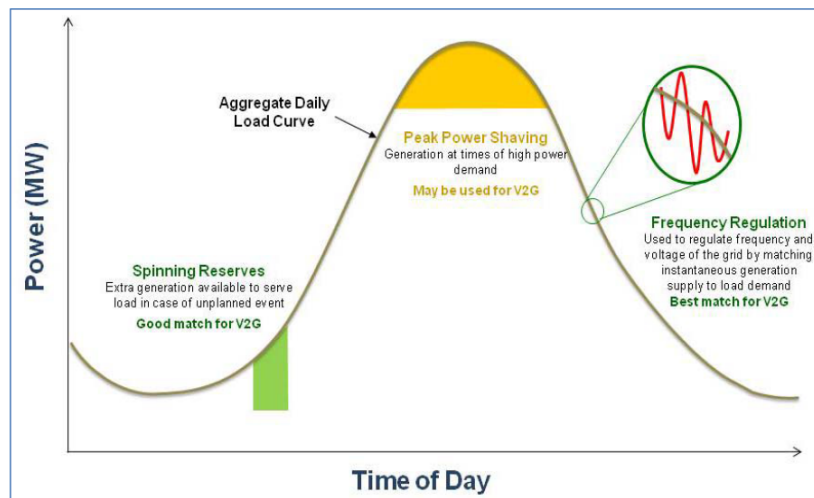 Power (MW)
Aggregate Daily
Load Curve
Peak Power Shaving
Generation at times of high power
demand
May be used for V2G
Spinning Reserves
Extra generation available to serve
load in case of unplanned event
Good match for V2G
Frequency Regulation
Used to regulate frequency and
voltage of the grid by matching
instantaneous generation
supply to load demand
Best match for V2G
Time of Day